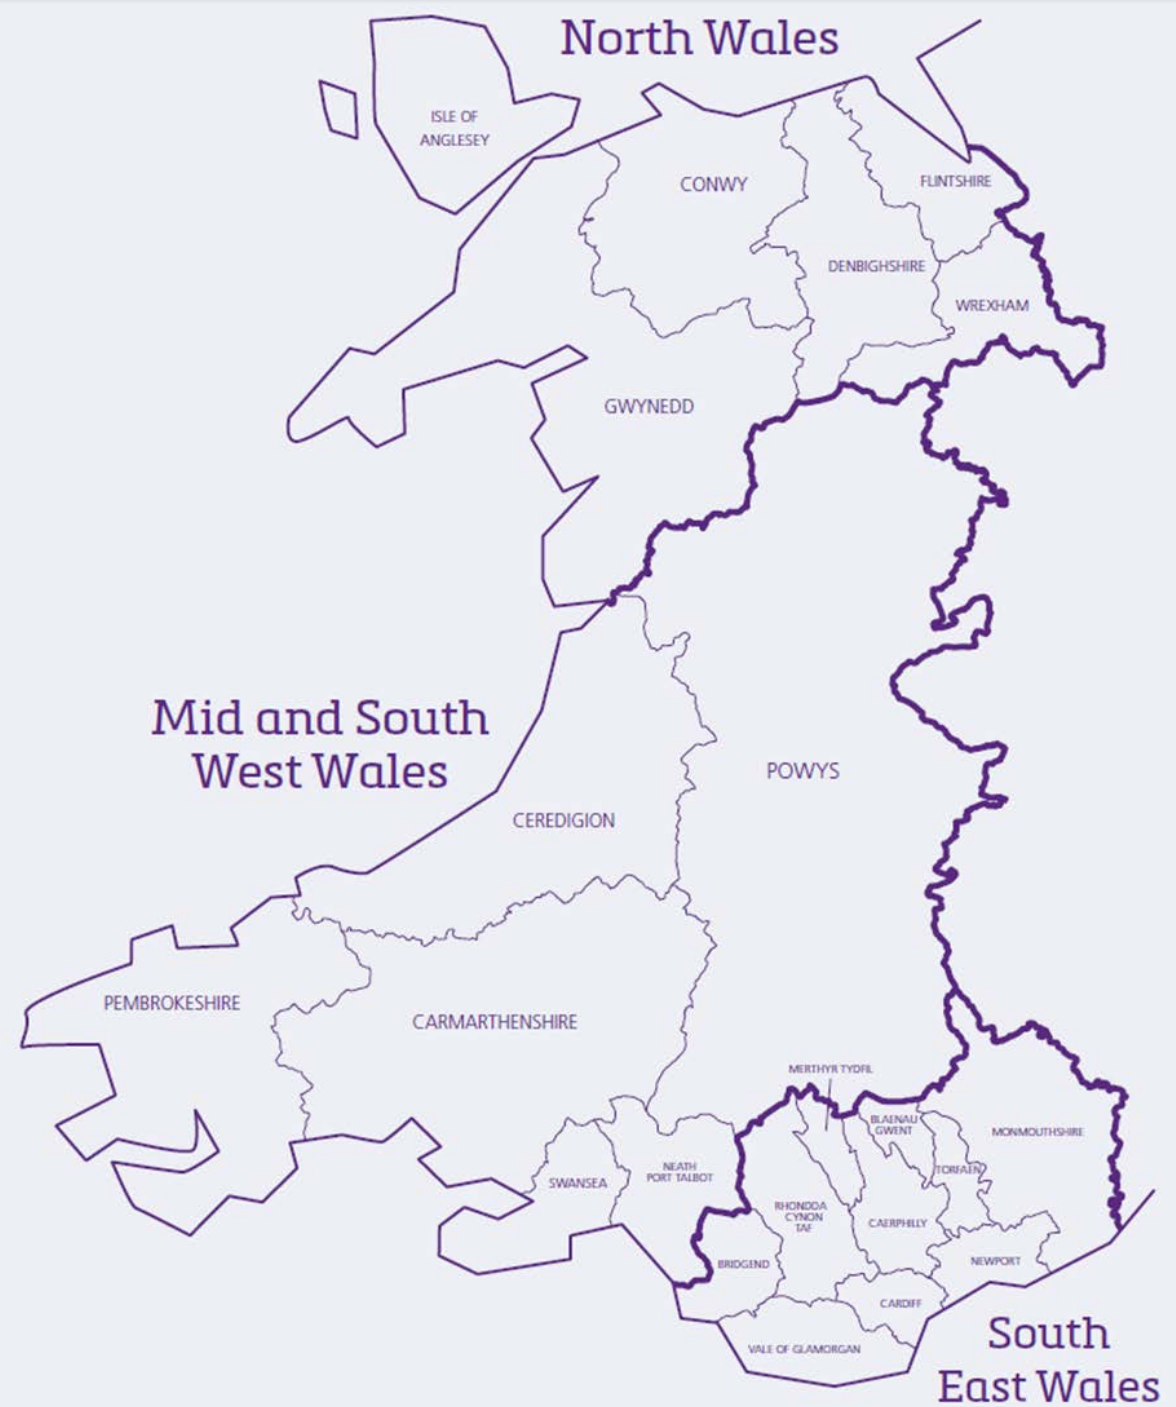 North Wales
ISLE OF
ANGLESEY
CONWY
FLINTSHIRE
DENBIGHSHIRE
WREXHAM
GWYNEDD
Mid and South
West Wales
POWYS
CEREDIGION
PEMBROKESHIRE
CARMARTHENSHIRE
MERTHYR TYDFIL
BLAENAU
GWENT
MONMOUTHSHIRE
TORFAEN
NEATH
PORT TALBOT
SWANSEA
RHONDDA
CYNON
TAF
CAERPHILLY
BRIDGEND
NEWPORT
CARDIFF
VALE OF GLAMORGAN
South
East Wales